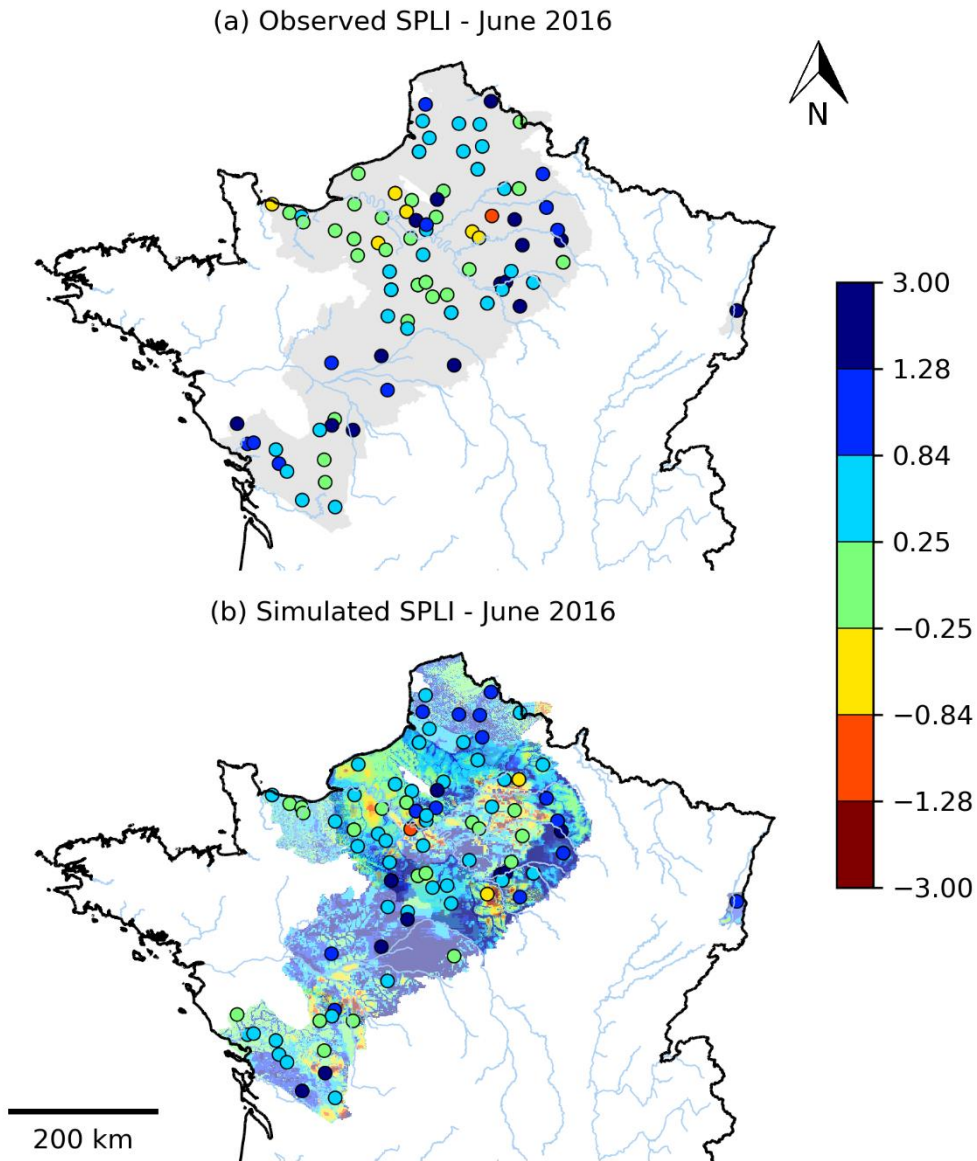 (a) Observed SPLI - June 2016
N
3.00
1.28
0.84
0.25
−0.25
−0.84
−1.28
−3.00
(b) Simulated SPLI - June 2016
200 km